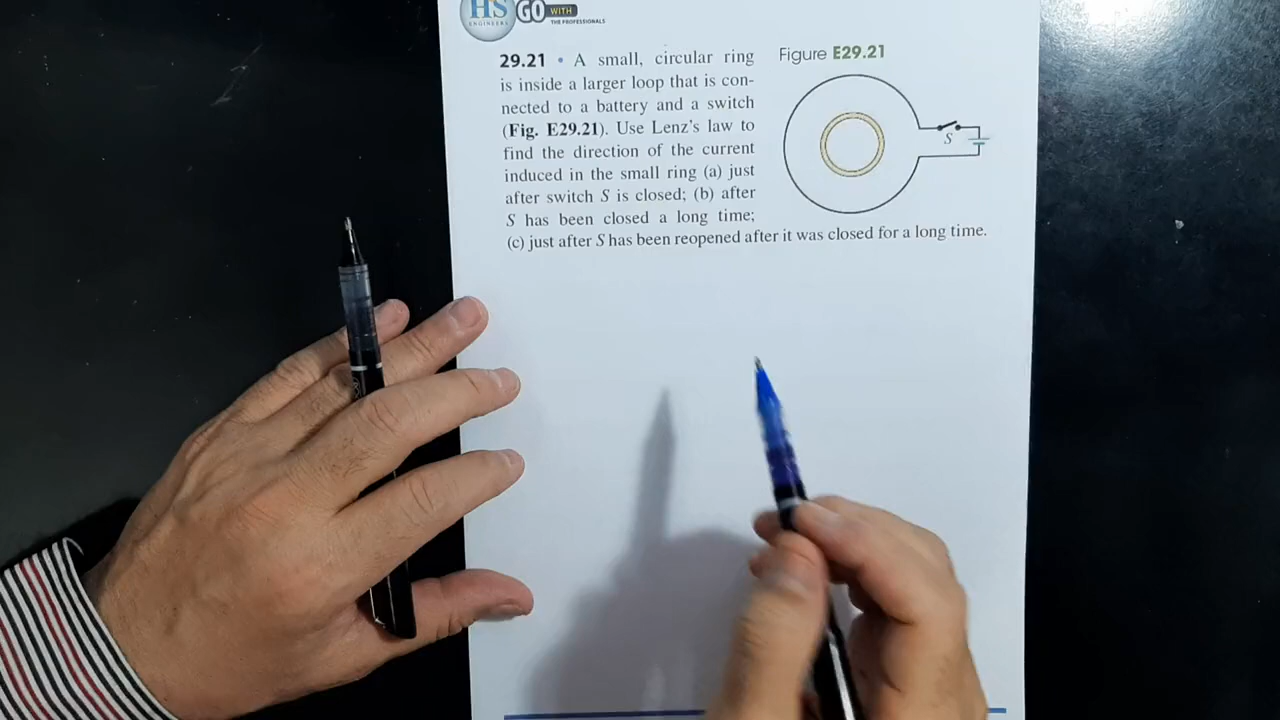 HS
ENGINEERS
GO WITH
THE PROFESSIONALS
29.21 • A small, circular ring
is inside a larger loop that is con-
nected to a battery and a switch
(Fig. E29.21). Use Lenz's law to
find the direction of the current
induced in the small ring (a) just
after switch S is closed; (b) after
S has been closed a long time;
(c) just after S has been reopened after it was closed for a long time.
Figure E29.21
S